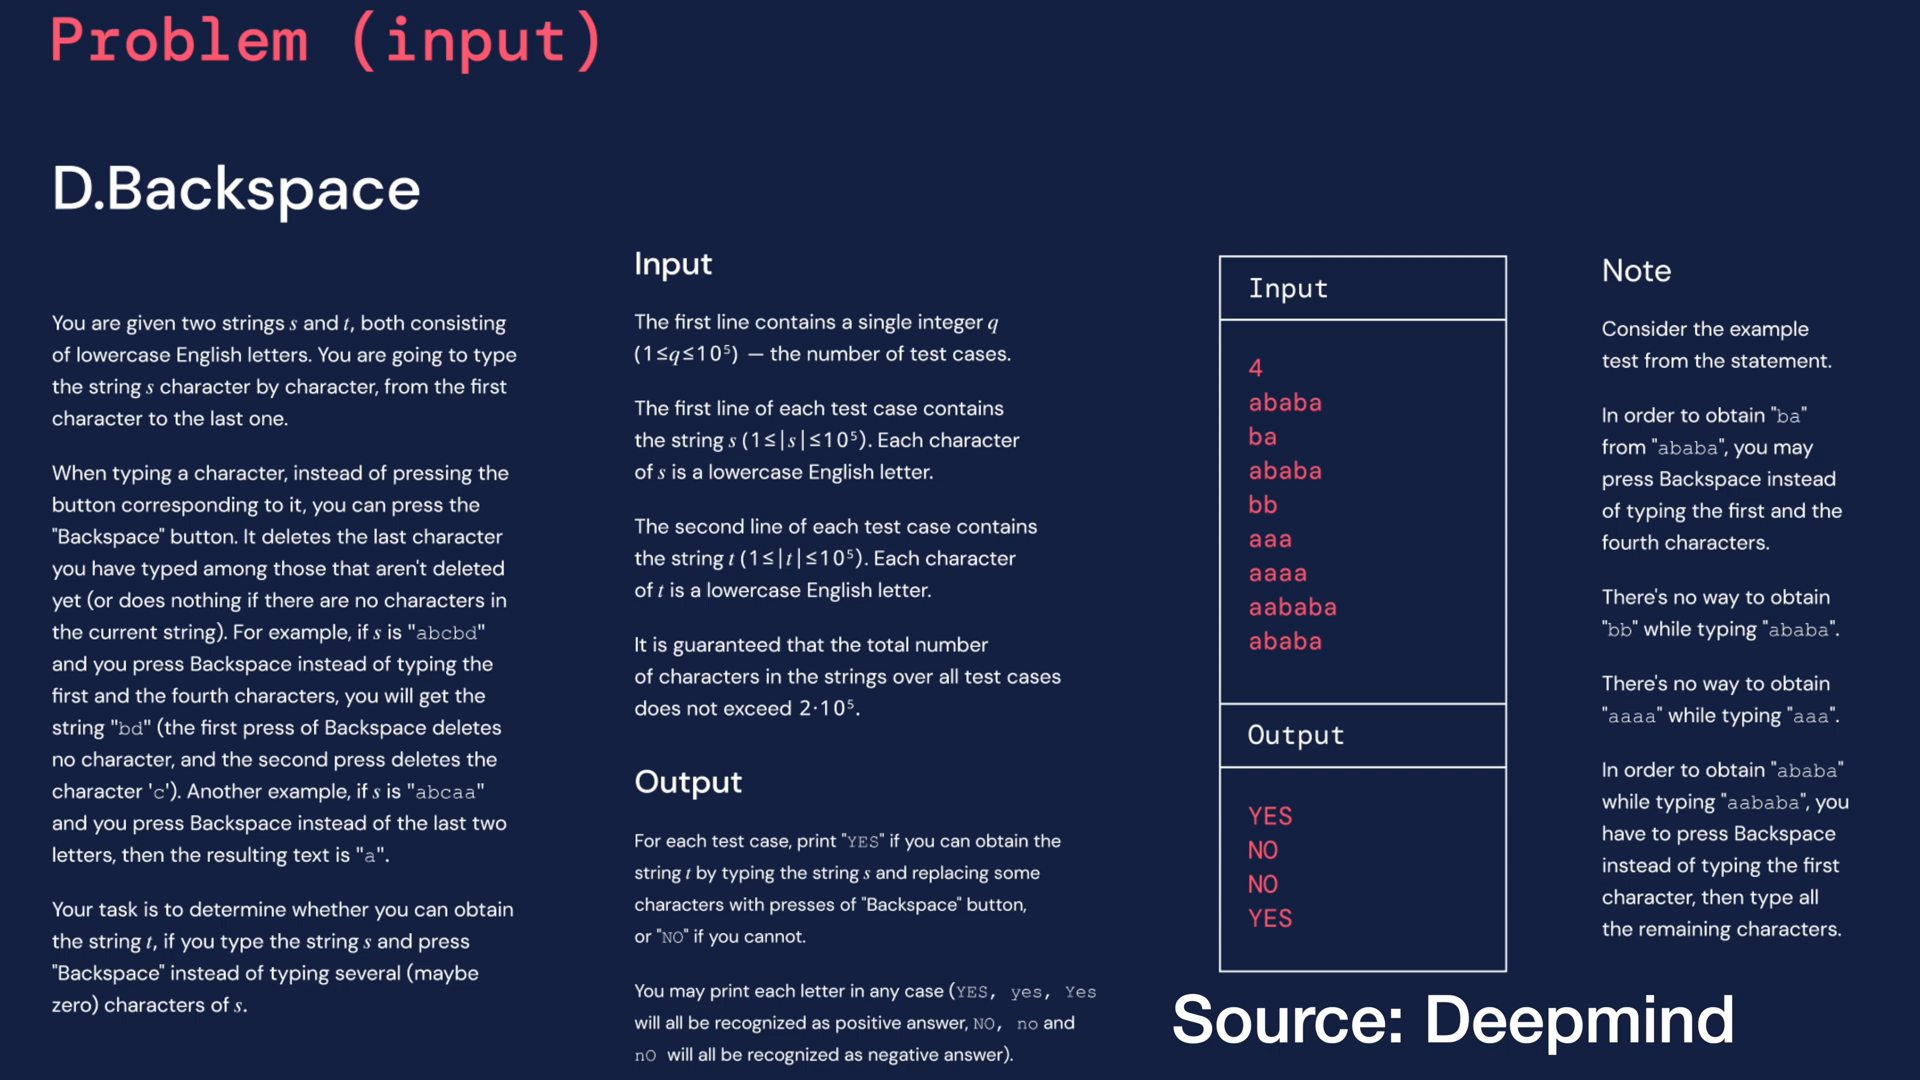 Problem (input)
D.Backspace
You are given two strings s and t, both consisting
of lowercase English letters. You are going to type
the string s character by character, from the first
character to the last one.
When typing a character, instead of pressing the
button corresponding to it, you can press the
"Backspace" button. It deletes the last character
you have typed among those that aren't deleted
yet (or does nothing if there are no characters in
the current string). For example, if s is "abcbd"
and you press Backspace instead of typing the
first and the fourth characters, you will get the
string "bd" (the first press of Backspace deletes
no character, and the second press deletes the
character 'c'). Another example, if s is "abcaa"
and you press Backspace instead of the last two
letters, then the resulting text is "a".
Your task is to determine whether you can obtain
the string t, if you type the string s and press
"Backspace" instead of typing several (maybe
zero) characters of s.
Input
The first line contains a single integer q
(1≤q≤10⁵) — the number of test cases.
The first line of each test case contains
the string s (1≤|s|≤10⁵). Each character
of s is a lowercase English letter.
The second line of each test case contains
the string t (1≤|t|≤10⁵). Each character
of t is a lowercase English letter.
It is guaranteed that the total number
of characters in the strings over all test cases
does not exceed 2·10⁵.
Output
For each test case, print "YES" if you can obtain the
string t by typing the string s and replacing some
characters with presses of "Backspace" button,
or "NO" if you cannot.
You may print each letter in any case (YES, yes, Yes
will all be recognized as positive answer, NO, no and
nO will all be recognized as negative answer).
Input
4
ababa
ba
ababa
bb
aaa
aaaa
aababa
ababa
Output
YES
NO
NO
YES
Note
Consider the example
test from the statement.
In order to obtain "ba"
from "ababa", you may
press Backspace instead
of typing the first and the
fourth characters.
There's no way to obtain
"bb" while typing "ababa".
There's no way to obtain
"aaaa" while typing "aaa".
In order to obtain "ababa"
while typing "aababa", you
have to press Backspace
instead of typing the first
character, then type all
the remaining characters.
Source: Deepmind